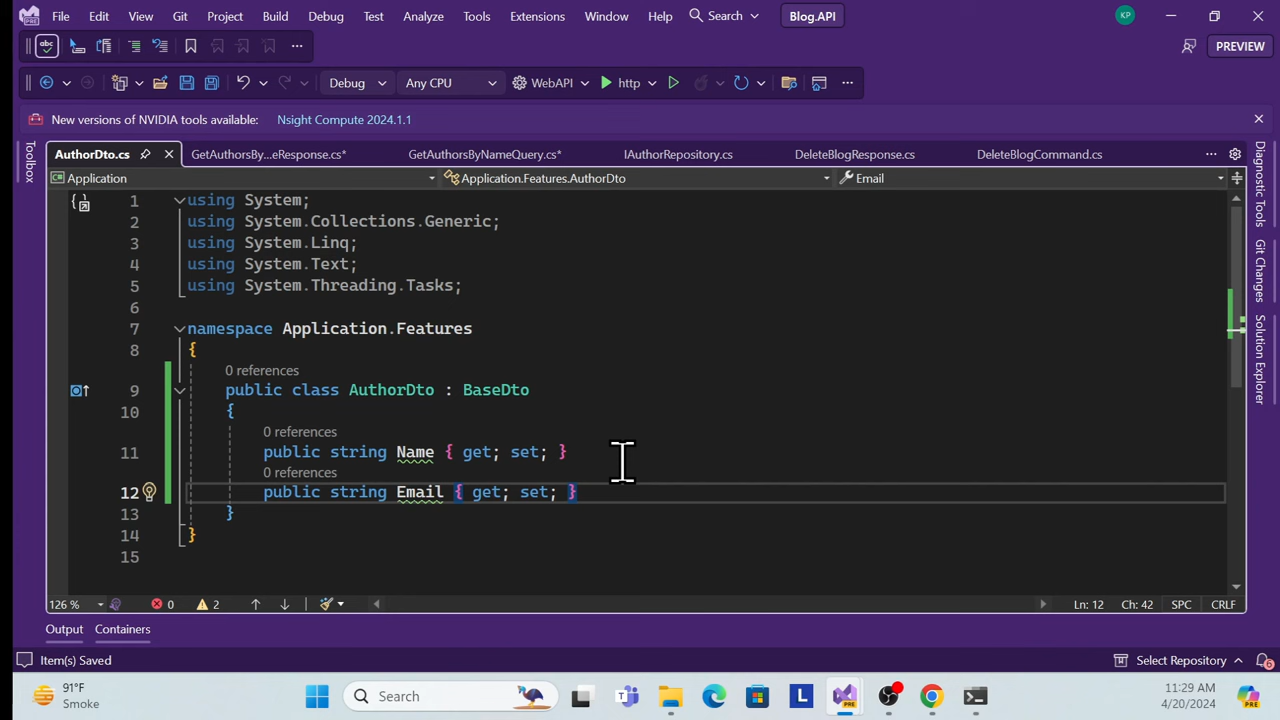 File Edit View Git Project Build Debug Test Analyze Tools Extensions Window Help Search Blog.API KP
abc PREVIEW
Debug Any CPU WebAPI http
New versions of NVIDIA tools available: Nsight Compute 2024.1.1
AuthorDto.cs GetAuthorsBy...eResponse.cs* GetAuthorsByNameQuery.cs* IAuthorRepository.cs DeleteBlogResponse.cs DeleteBlogCommand.cs
Application Application.Features.AuthorDto Email
Toolbox
Diagnostic Tools
Git Changes
Solution Explorer
1 using System;
2 using System.Collections.Generic;
3 using System.Linq;
4 using System.Text;
5 using System.Threading.Tasks;
6
7 namespace Application.Features
8 {
0 references
9 public class AuthorDto : BaseDto
10 {
0 references
11 public string Name { get; set; }
0 references
12 public string Email { get; set; }
13 }
14 }
15
126 % 0 2 Ln: 12 Ch: 42 SPC CRLF
Output Containers
Item(s) Saved Select Repository 6
91°F Search L PRE 11:29 AM PRE
Smoke 4/20/2024